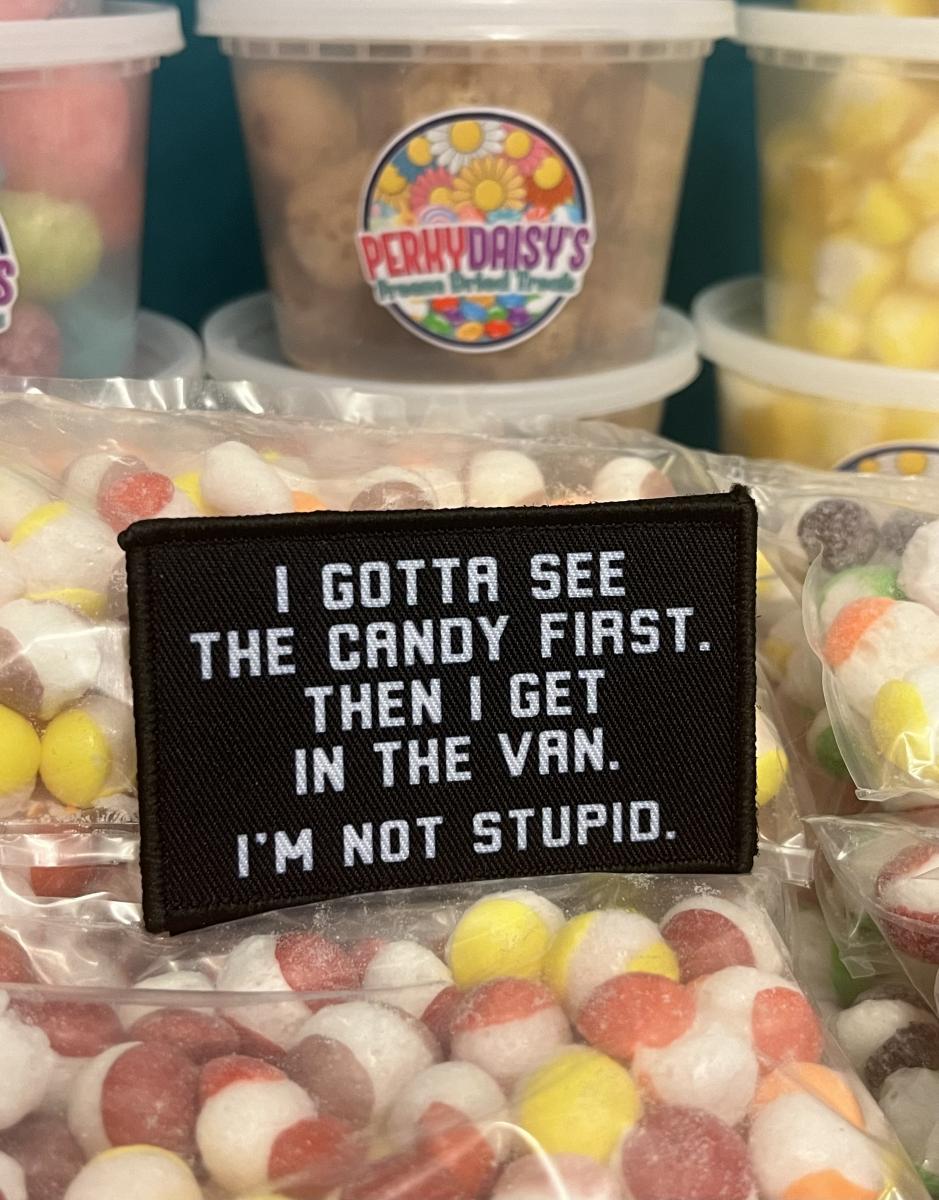 PERKYDAISY'S
Freeze Dried Treats
I GOTTA SEE
THE CANDY FIRST.
THEN I GET
IN THE VAN.
I'M NOT STUPID.